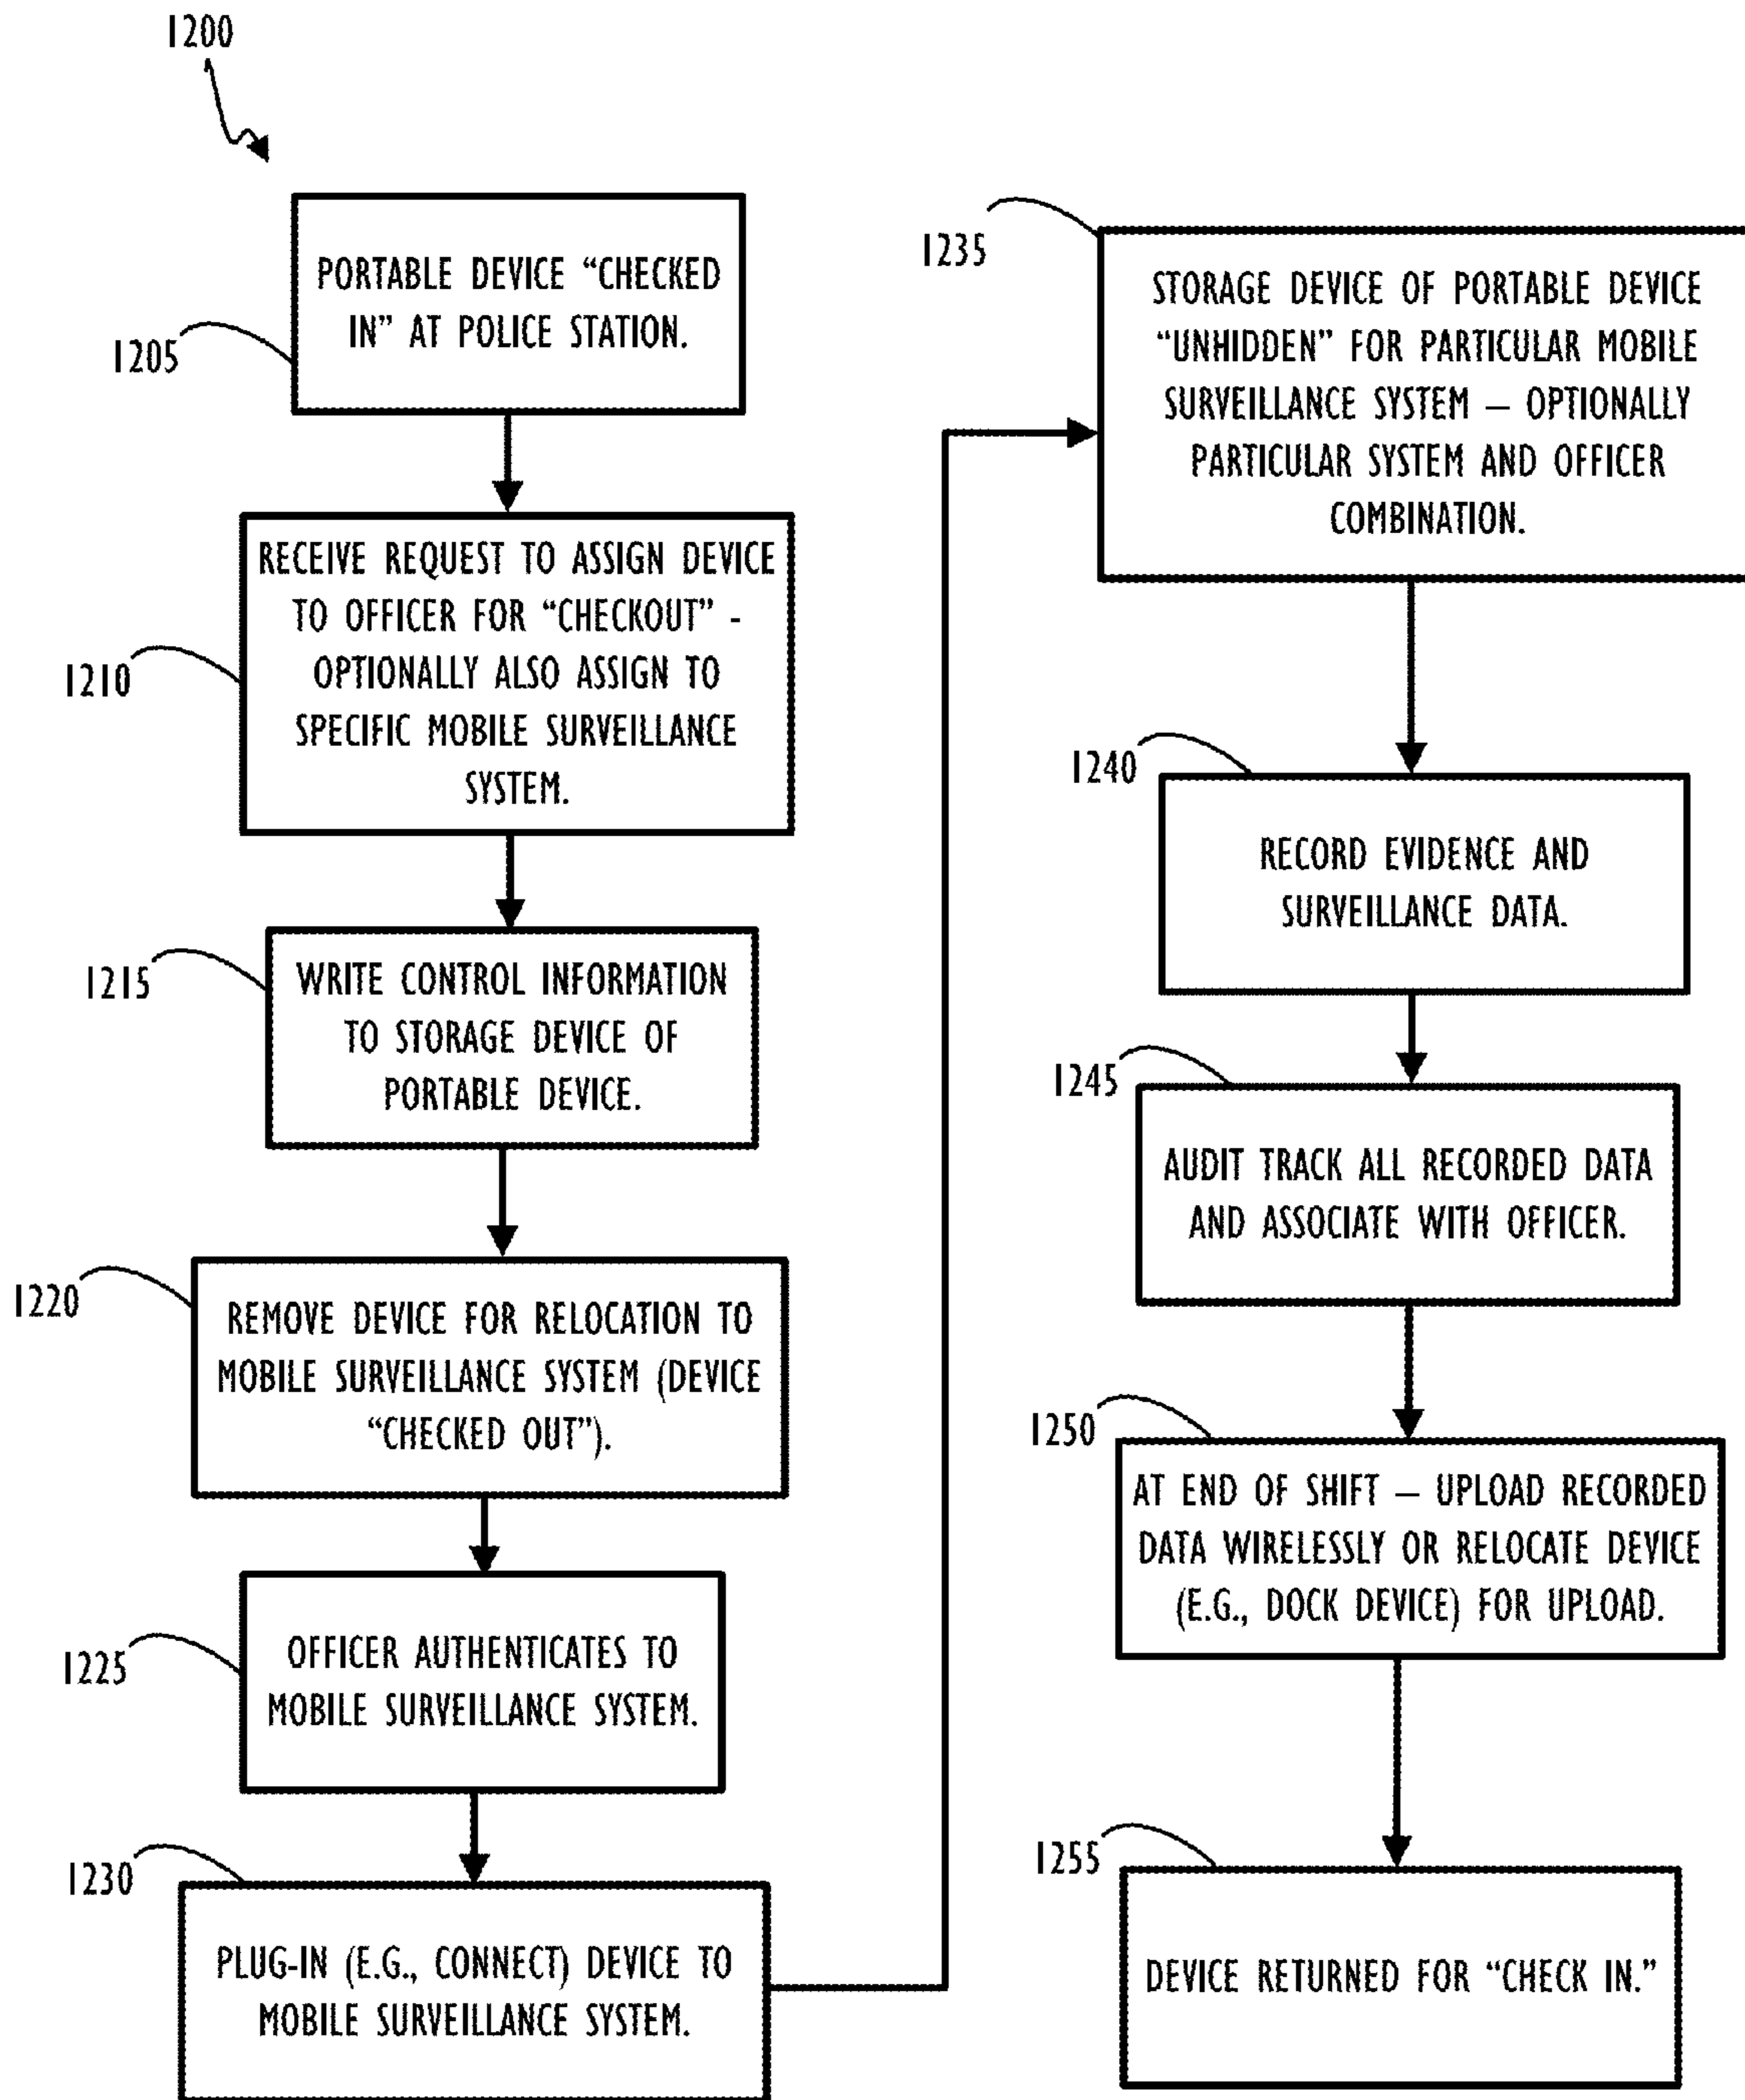 1200
1205
PORTABLE DEVICE “CHECKED
IN” AT POLICE STATION.
1210
RECEIVE REQUEST TO ASSIGN DEVICE
TO OFFICER FOR “CHECKOUT” -
OPTIONALLY ALSO ASSIGN TO
SPECIFIC MOBILE SURVEILLANCE
SYSTEM.
1215
WRITE CONTROL INFORMATION
TO STORAGE DEVICE OF
PORTABLE DEVICE.
1220
REMOVE DEVICE FOR RELOCATION TO
MOBILE SURVEILLANCE SYSTEM (DEVICE
“CHECKED OUT”).
1225
OFFICER AUTHENTICATES TO
MOBILE SURVEILLANCE SYSTEM.
1230
PLUG-IN (E.G., CONNECT) DEVICE TO
MOBILE SURVEILLANCE SYSTEM.
1235
STORAGE DEVICE OF PORTABLE DEVICE
“UNHIDDEN” FOR PARTICULAR MOBILE
SURVEILLANCE SYSTEM – OPTIONALLY
PARTICULAR SYSTEM AND OFFICER
COMBINATION.
1240
RECORD EVIDENCE AND
SURVEILLANCE DATA.
1245
AUDIT TRACK ALL RECORDED DATA
AND ASSOCIATE WITH OFFICER.
1250
AT END OF SHIFT – UPLOAD RECORDED
DATA WIRELESSLY OR RELOCATE DEVICE
(E.G., DOCK DEVICE) FOR UPLOAD.
1255
DEVICE RETURNED FOR “CHECK IN.”